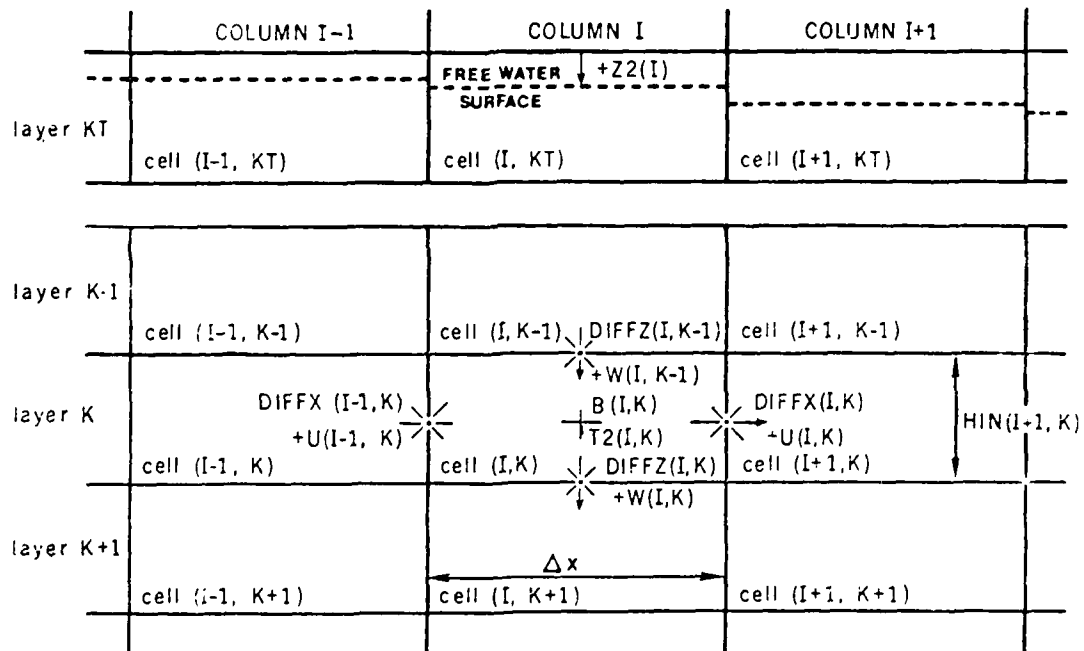 COLUMN I-1 COLUMN I COLUMN I+1
FREE WATER +Z2(I)
SURFACE
layer KT
cell (I-1, KT) cell (I, KT) cell (I+1, KT)
layer K-1
cell (I-1, K-1) cell (I, K-1) DIFFZ(I, K-1) cell (I+1, K-1)
+W(I, K-1)
DIFFX (I-1,K) B(I,K) DIFFX(I,K)
layer K HIN(I+1, K)
+U(I-1, K) T2(I,K) +U(I,K)
cell (I-1, K) cell (I,K) DIFFZ(I,K) cell (I+1,K)
+W(I,K)
layer K+1
Δx
cell (I-1, K+1) cell (I, K+1) cell (I+1, K+1)